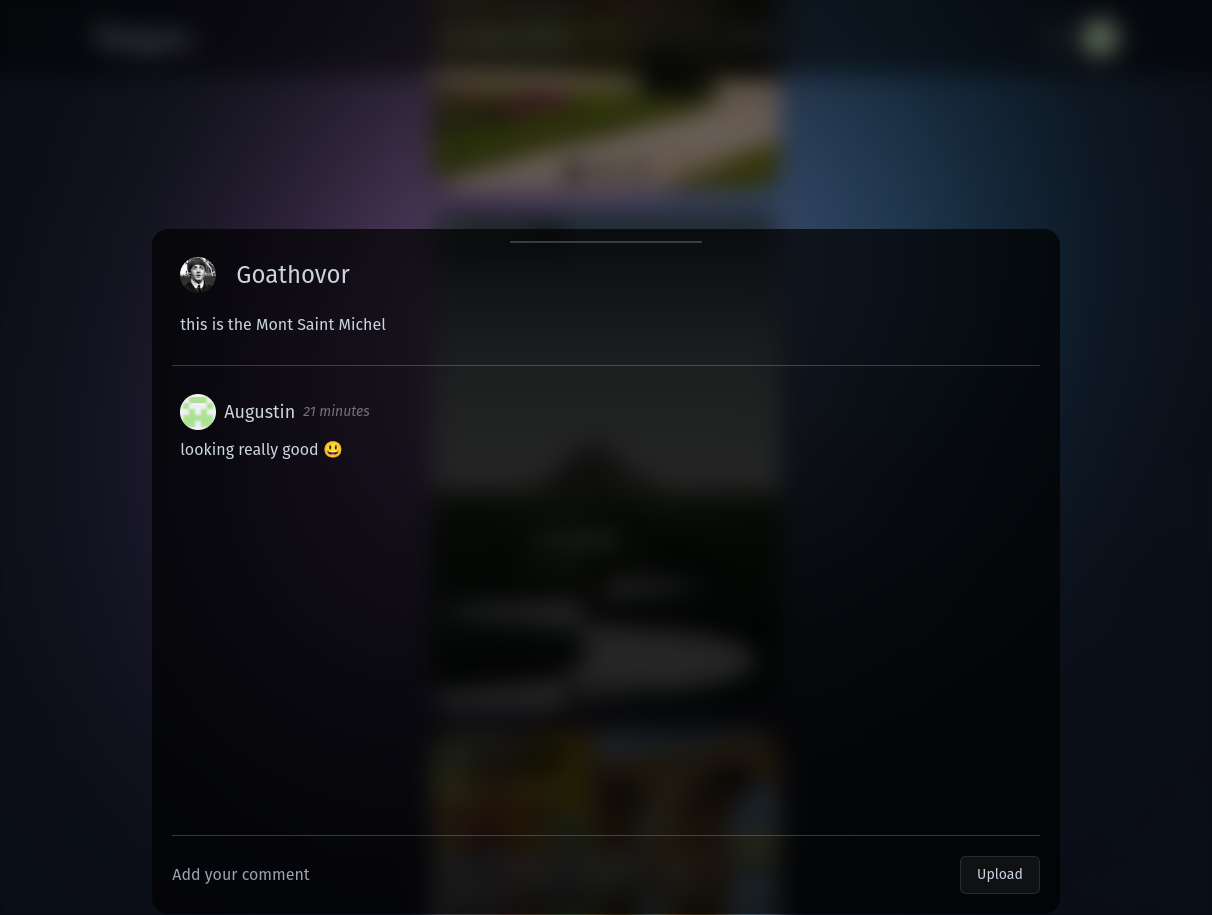 Goathovor
this is the Mont Saint Michel
Augustin 21 minutes
looking really good 😃
Add your comment
Upload